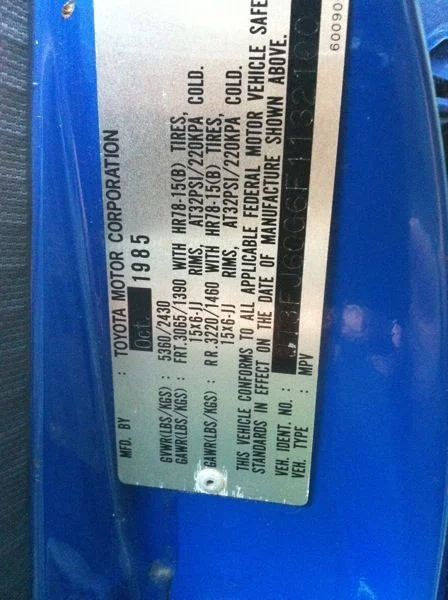 MFD. BY : TOYOTA MOTOR CORPORATION
Oct. 1985
GVWR(LBS/KGS) : 5360/2430
GAWR(LBS/KGS) : FRT.3065/1390 WITH HR78-15(B) TIRES,
15x6-JJ RIMS, AT32PSI/220KPA COLD.
GAWR(LBS/KGS) : RR.3220/1460 WITH HR78-15(B) TIRES,
15x6-JJ RIMS, AT32PSI/220KPA COLD.
THIS VEHICLE CONFORMS TO ALL APPLICABLE FEDERAL MOTOR VEHICLE SAFE
STANDARDS IN EFFECT ON THE DATE OF MANUFACTURE SHOWN ABOVE.
VEH. IDENT. NO. :
VEH. TYPE : MPV
60090-